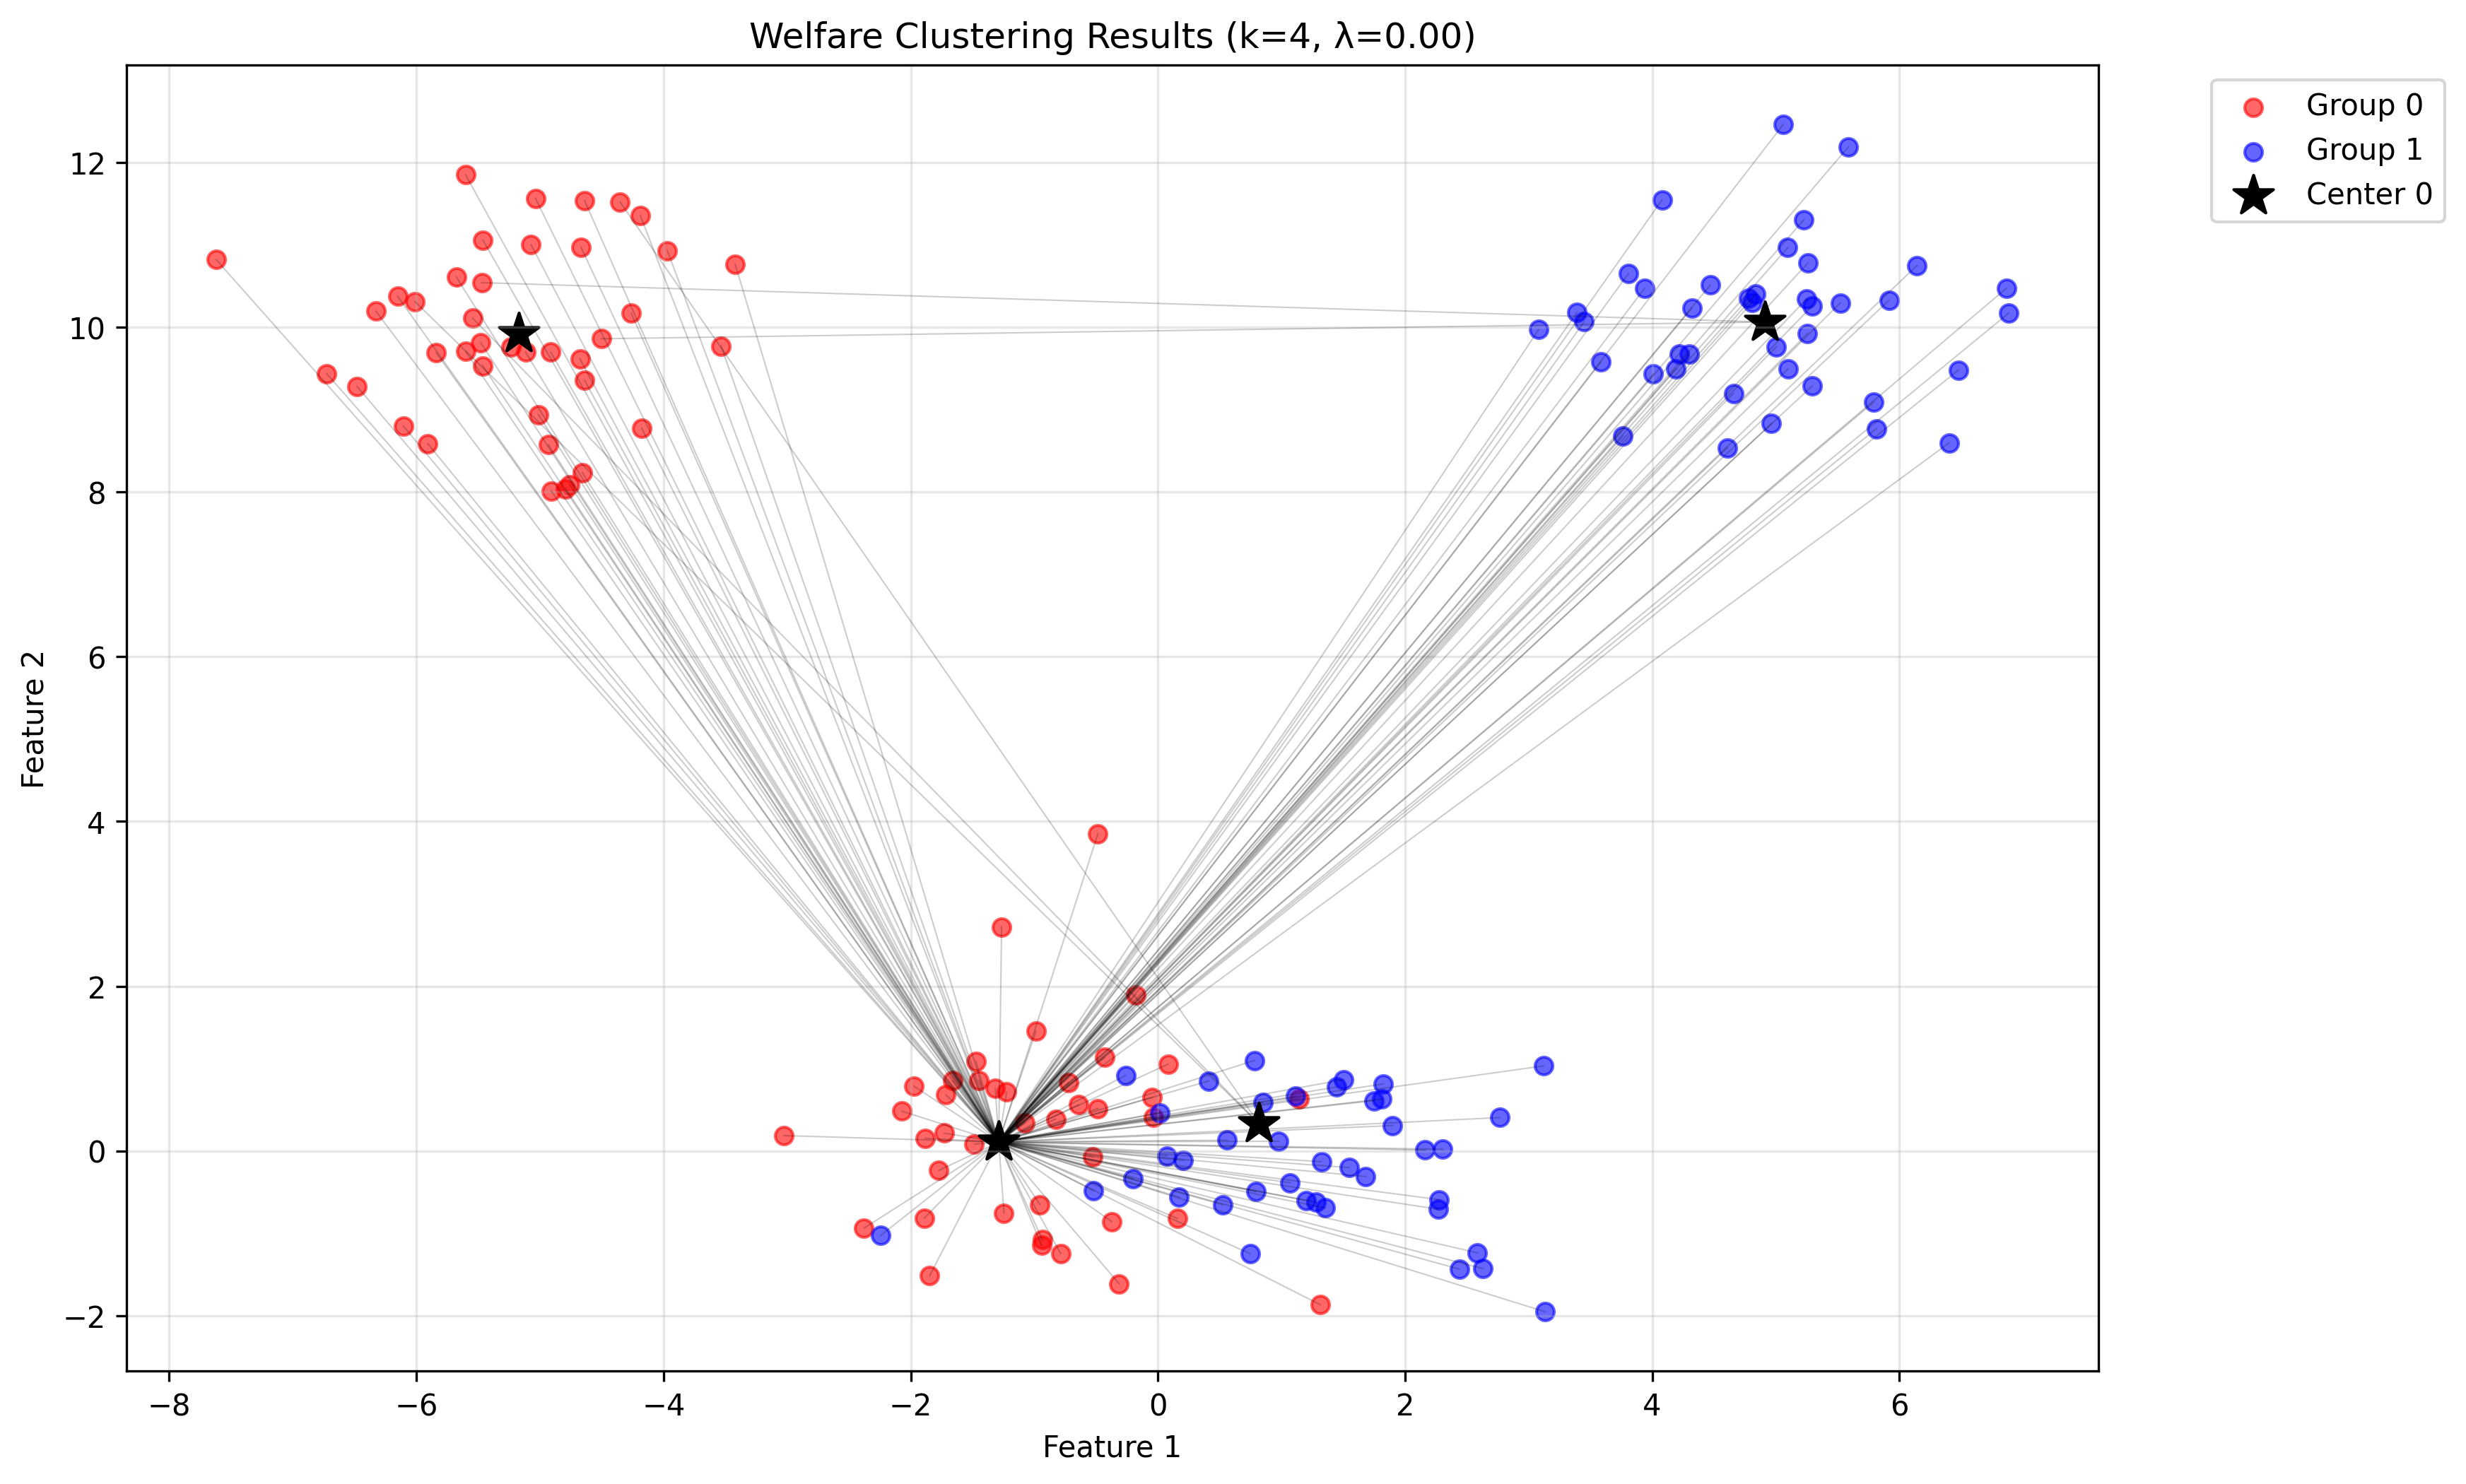 Welfare Clustering Results (k=4, λ=0.00)
Group 0
Group 1
Center 0
12
10
8
6
4
2
0
−2
Feature 2
−8
−6
−4
−2
0
2
4
6
Feature 1